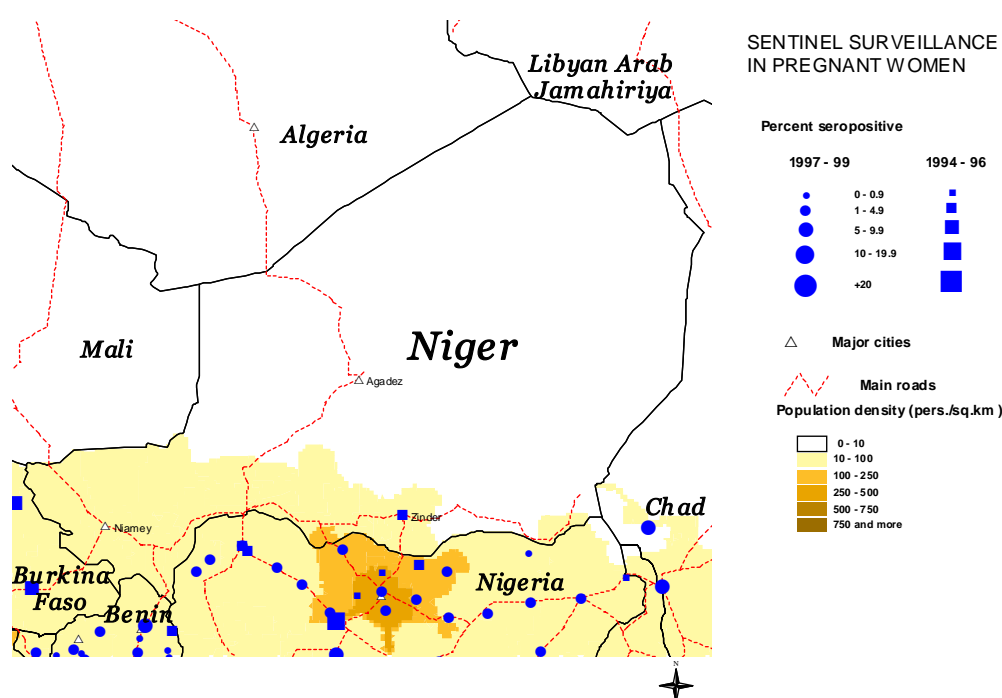 SENTINEL SURVEILLANCE
IN PREGNANT WOMEN
Percent seropositive
1997 - 99
1994 - 96
0 - 0.9
1 - 4.9
5 - 9.9
10 - 19.9
+20
Major cities
Main roads
Population density (pers./sq.km)
0 - 10
10 - 100
100 - 250
250 - 500
500 - 750
750 and more
Libyan Arab
Jamahiriya
Algeria
Niger
Mali
Agadez
Chad
Zinder
Niamey
Nigeria
Burkina
Faso
Benin
N